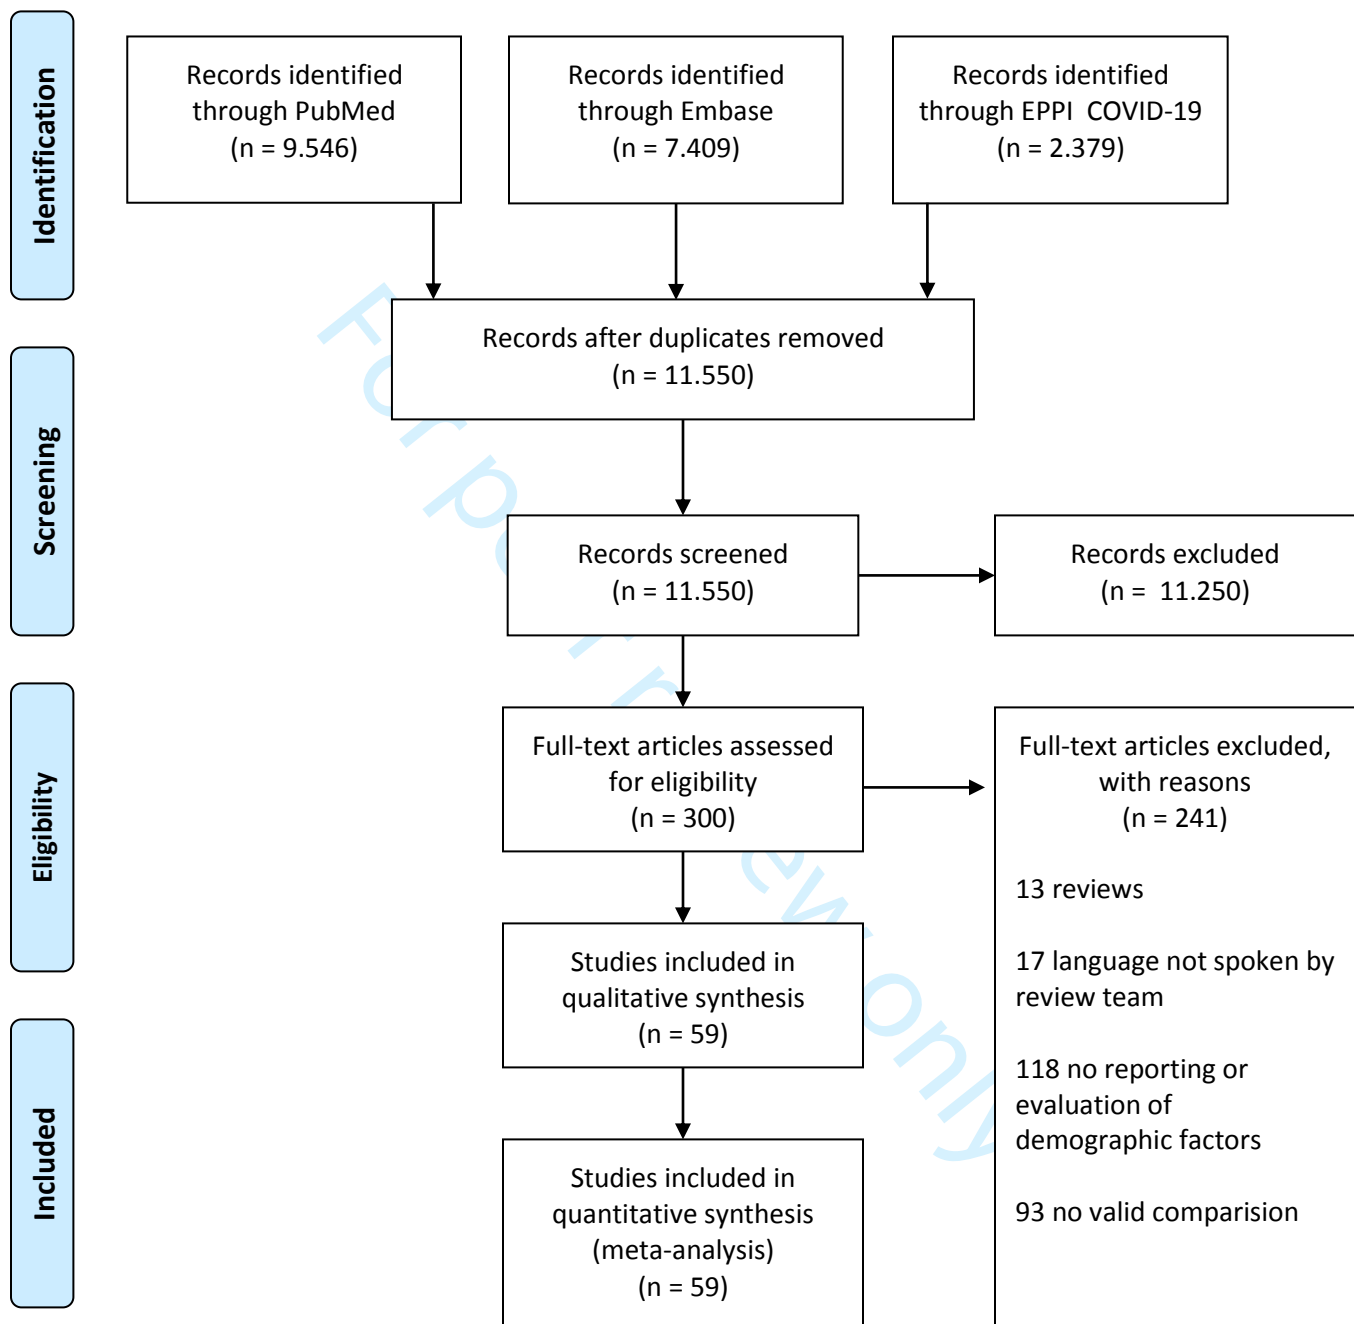 Identification
Records identified
through PubMed
(n = 9.546)
Records identified
through Embase
(n = 7.409)
Records identified
through EPPI  COVID-19
(n = 2.379)
Records after duplicates removed
(n = 11.550)
Screening
Records screened
(n = 11.550)
Records excluded
(n =  11.250)
Eligibility
Full-text articles assessed
for eligibility
(n = 300)
Full-text articles excluded,
with reasons
(n = 241)
13 reviews
17 language not spoken by
review team
118 no reporting or
evaluation of
demographic factors
93 no valid comparision
Studies included in
qualitative synthesis
(n = 59)
Included
Studies included in
quantitative synthesis
(meta-analysis)
(n = 59)
For peer review only